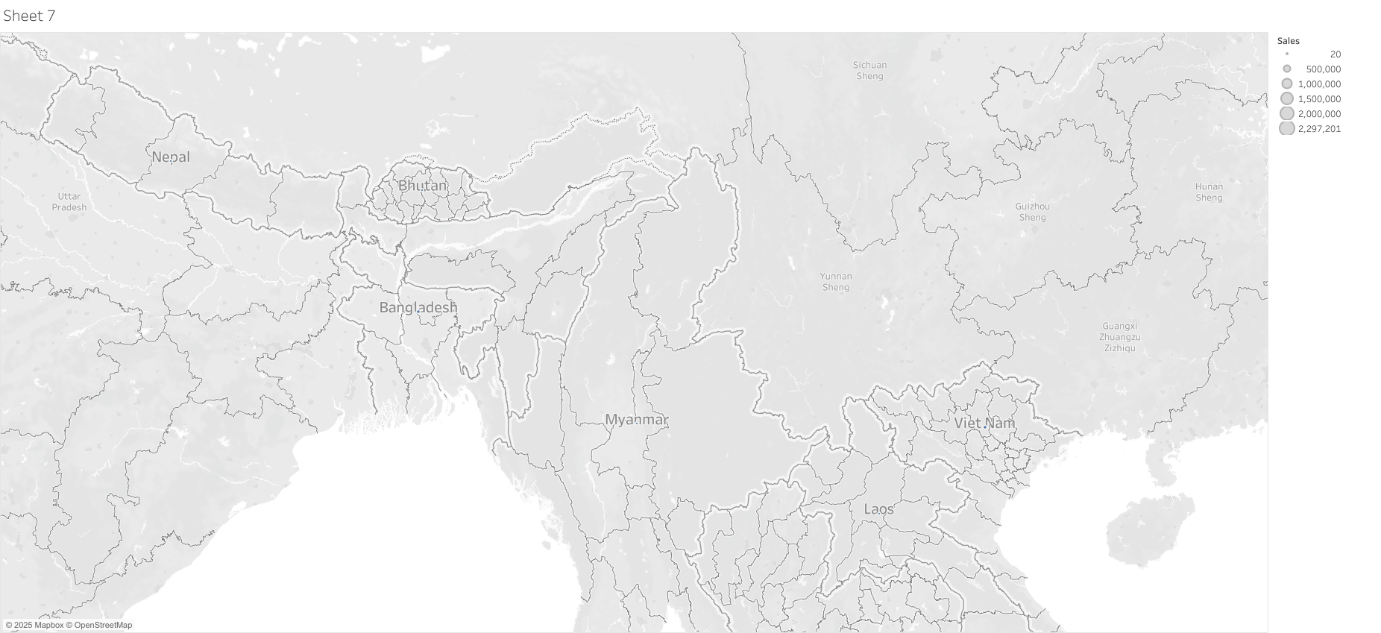 Sheet 7
Sales
20
500,000
1,000,000
1,500,000
2,000,000
2,297,201
Sichuan
Sheng
Nepal
Bhutan
Uttar
Pradesh
Hunan
Sheng
Guizhou
Sheng
Yunnan
Sheng
Bangladesh
Guangxi
Zhuangzu
Zizhiqu
Myanmar
Viet Nam
Laos
© 2025 Mapbox © OpenStreetMap